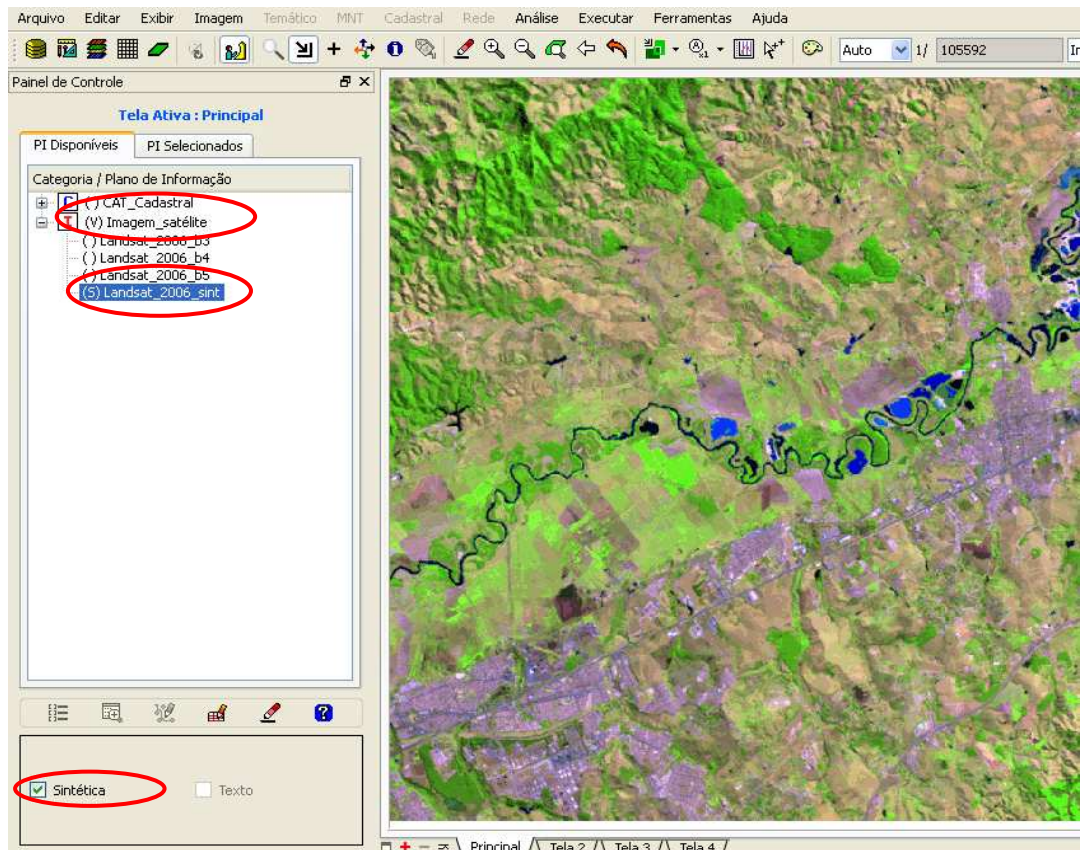 Arquivo Editar Exibir Imagem Temático MNT Cadastral Rede Análise Executar Ferramentas Ajuda
Auto 1/ 105592
Painel de Controle
Tela Ativa : Principal
PI Disponíveis PI Selecionados
Categoria / Plano de Informação
( ) CAT_Cadastral
(V) Imagem_satélite
( ) Landsat_2006_b3
( ) Landsat_2006_b4
( ) Landsat_2006_b5
(S) Landsat_2006_sint
Sintética Texto
Principal Tela 2 Tela 3 Tela 4